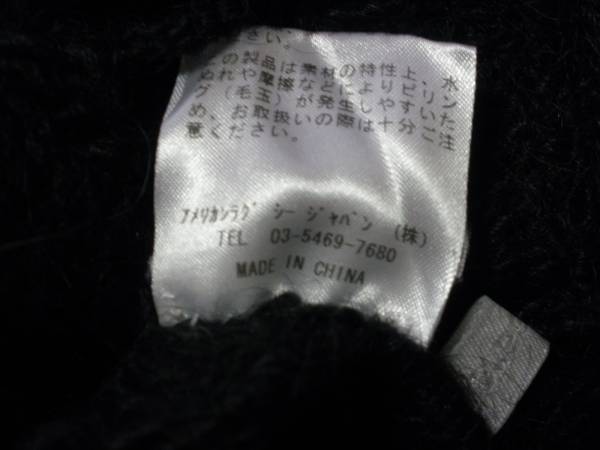 ださい。
この製品は素材の特性上、水
ぬれや摩擦などによりピリン
グ（毛玉）が発生しやすいた
め、お取扱いの際は十分ご注
意ください。
ｱﾒﾘｶﾝﾗｸﾞ ｼｰ ｼﾞｬﾊﾟﾝ (株)
TEL 03-5469-7680
MADE IN CHINA